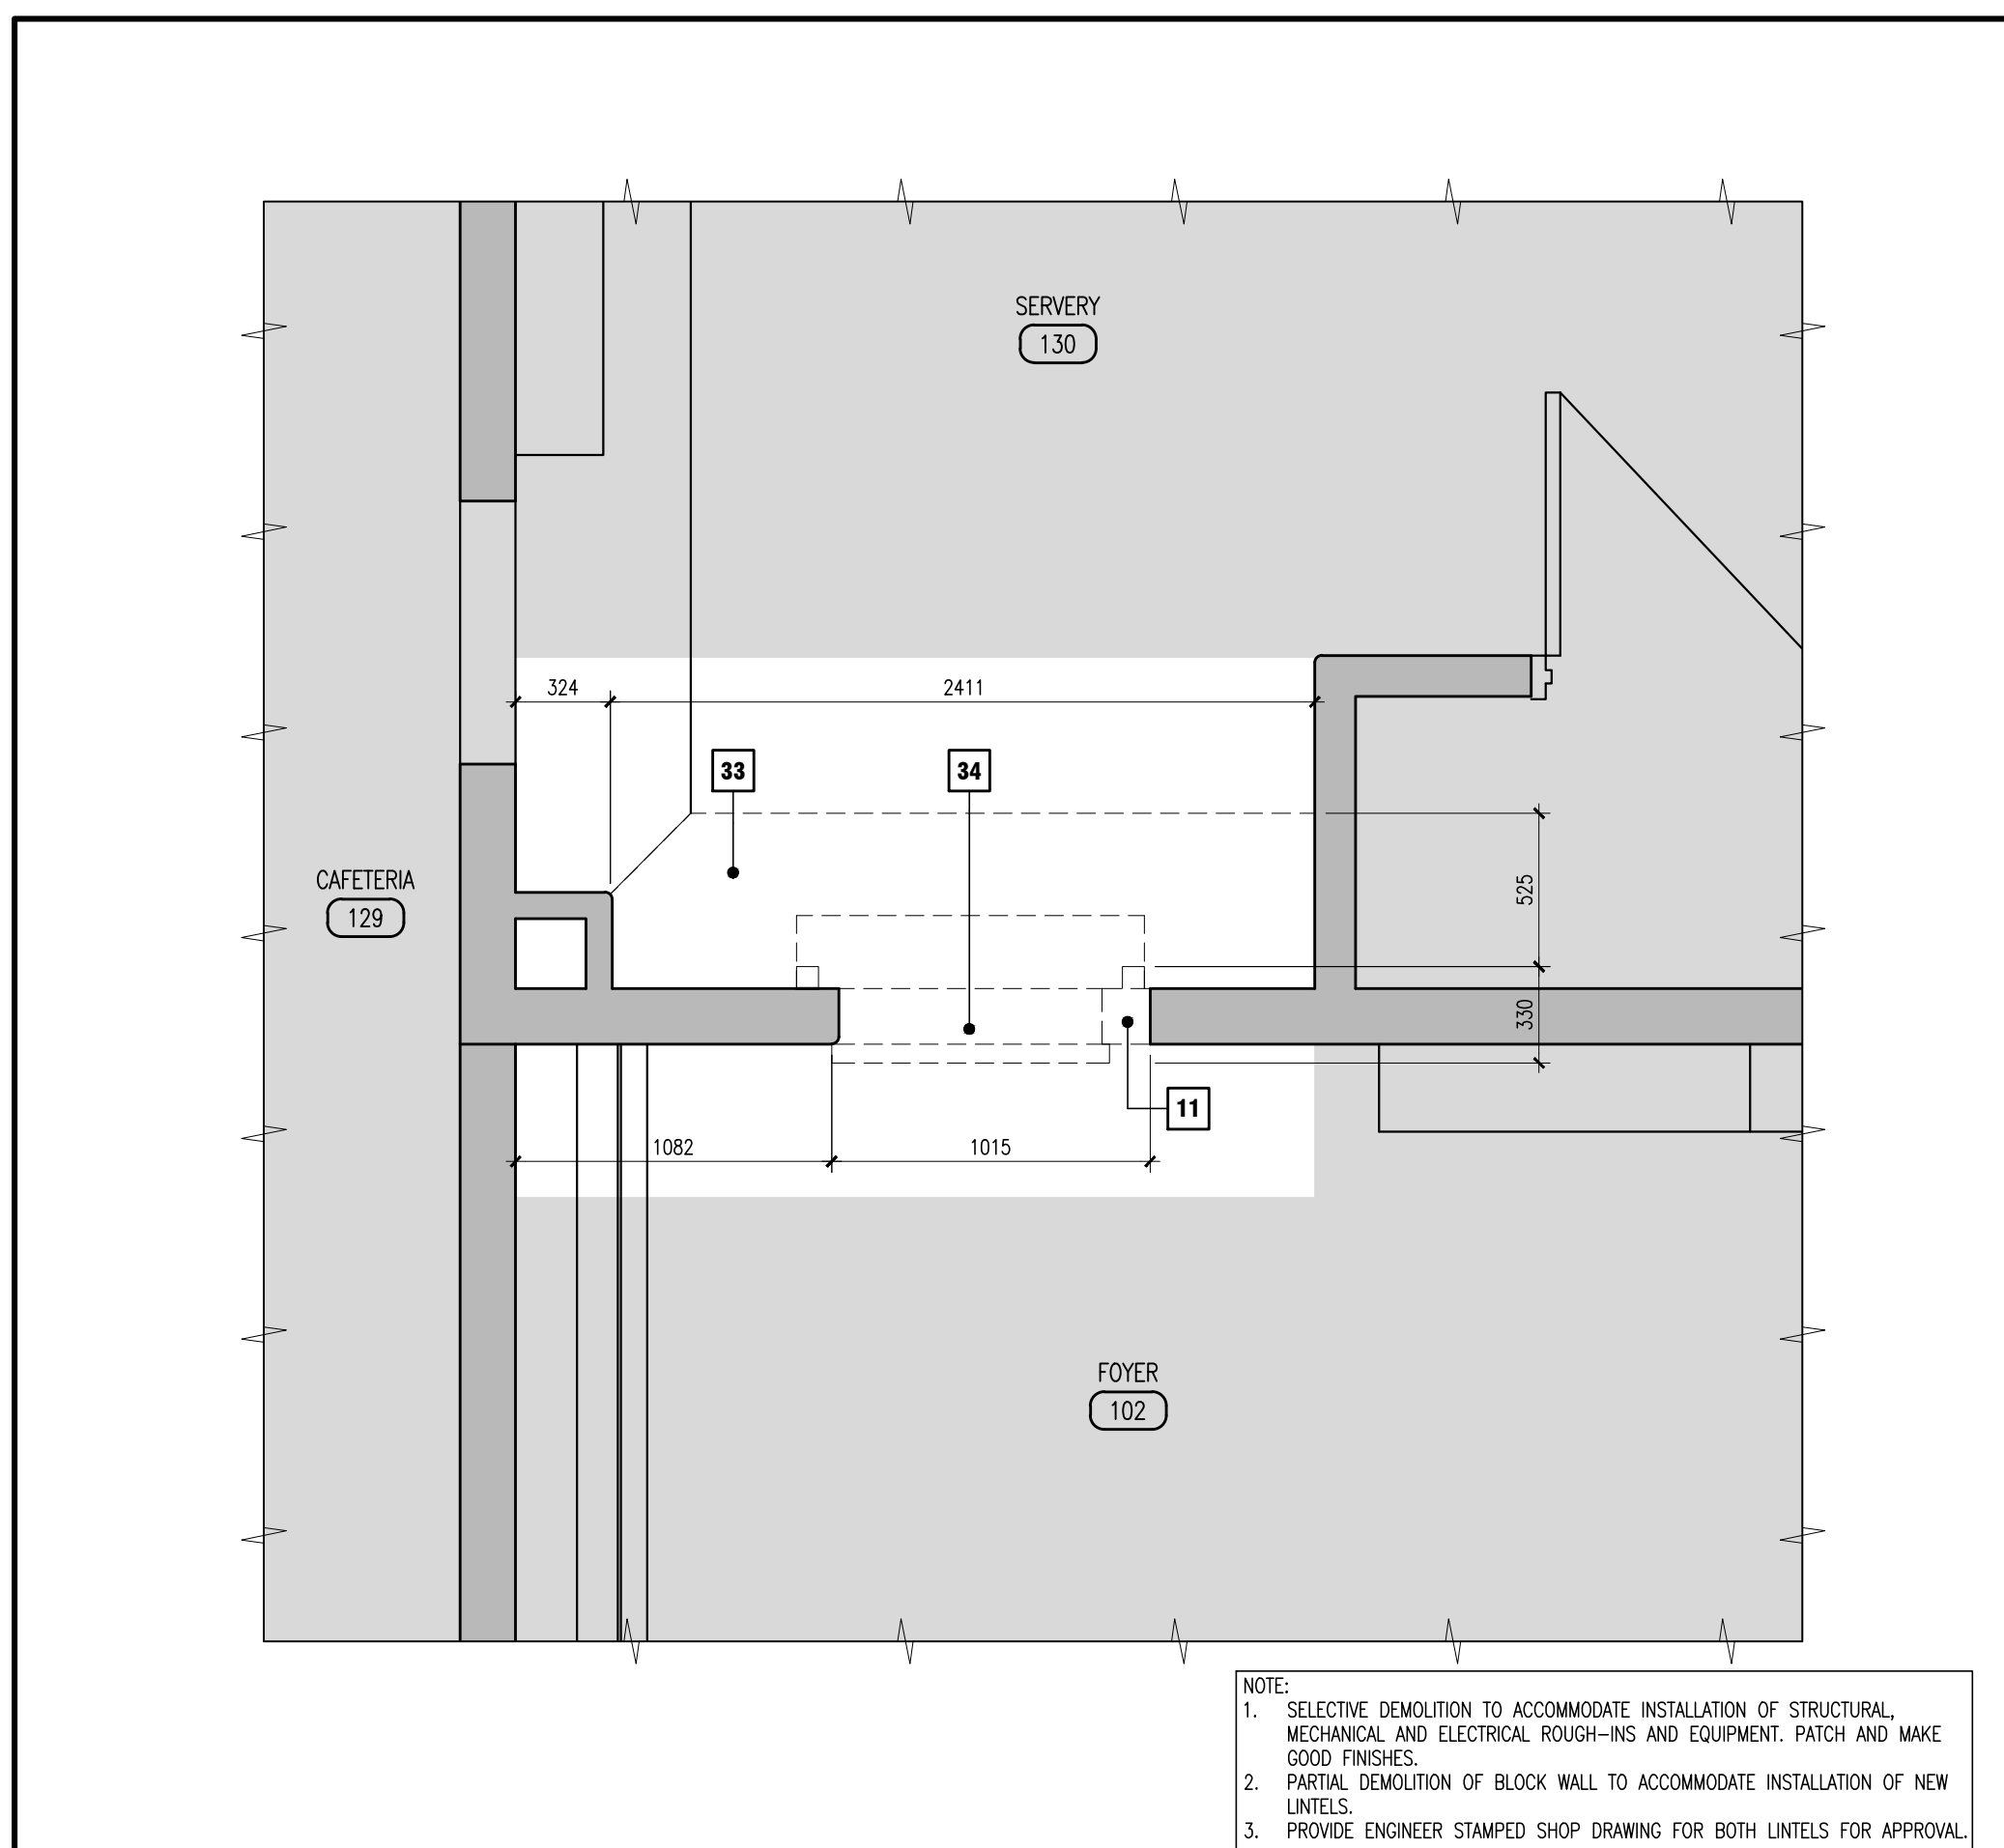 SERVERY
130
324
2411
33
34
CAFETERIA
129
525
330
11
1082
1015
FOYER
102
NOTE:
1. SELECTIVE DEMOLITION TO ACCOMMODATE INSTALLATION OF STRUCTURAL,
MECHANICAL AND ELECTRICAL ROUGH-INS AND EQUIPMENT. PATCH AND MAKE
GOOD FINISHES.
2. PARTIAL DEMOLITION OF BLOCK WALL TO ACCOMMODATE INSTALLATION OF NEW
LINTELS.
3. PROVIDE ENGINEER STAMPED SHOP DRAWING FOR BOTH LINTELS FOR APPROVAL.